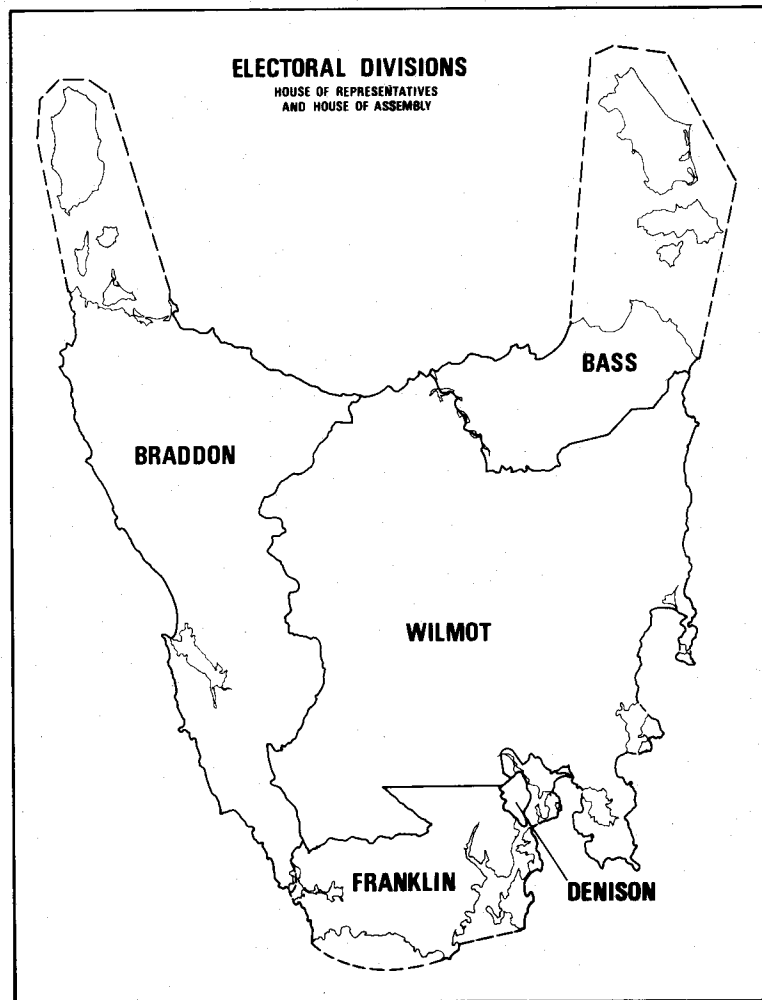 ELECTORAL DIVISIONS
HOUSE OF REPRESENTATIVES
AND HOUSE OF ASSEMBLY
BASS
BRADDON
WILMOT
FRANKLIN
DENISON